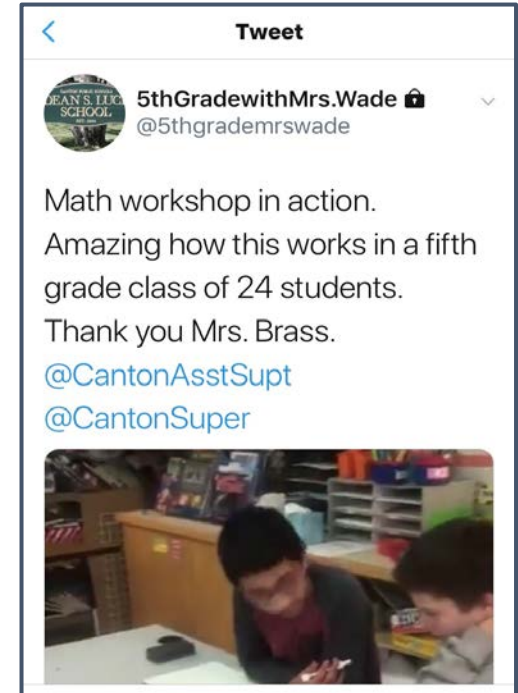 Tweet
DEAN S. LUCE
SCHOOL
5thGradewithMrs.Wade
@5thgrademrswade
Math workshop in action.
Amazing how this works in a fifth
grade class of 24 students.
Thank you Mrs. Brass.
@CantonAsstSupt
@CantonSuper